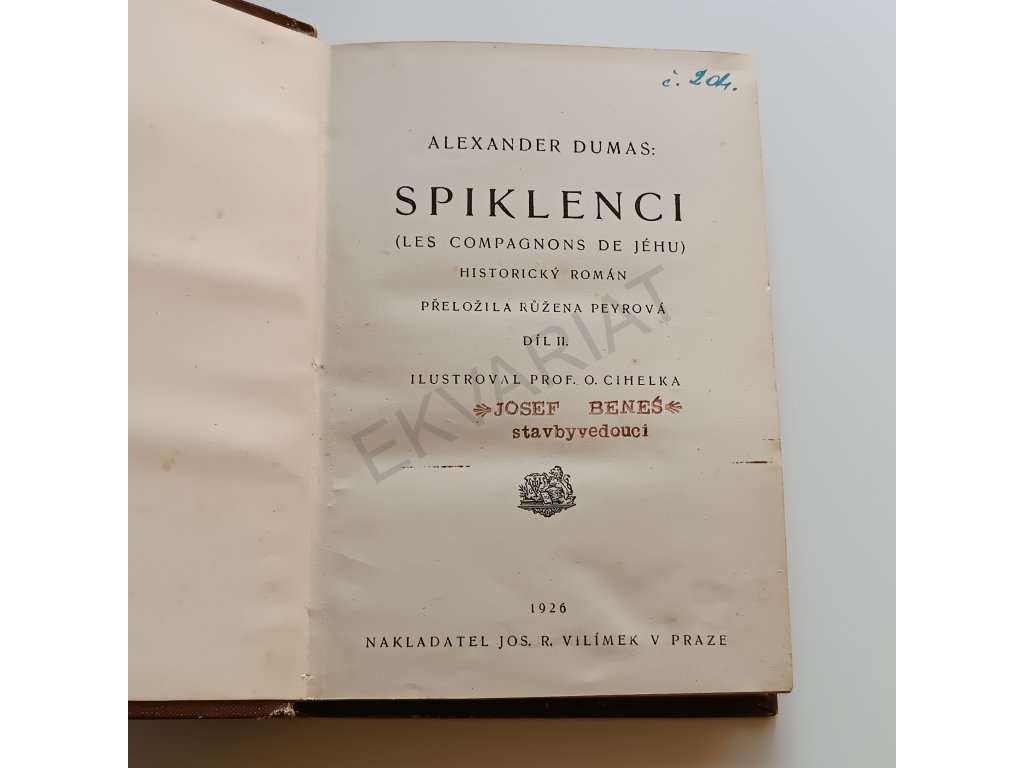 č. 204.
ALEXANDER DUMAS:
SPIKLENCI
(LES COMPAGNONS DE JÉHU)
HISTORICKÝ ROMÁN
PŘELOŽILA RŮŽENA PEYROVÁ
DÍL II.
ILUSTROVAL PROF. O. CIHELKA
JOSEF BENEŠ
stavbyvedoucí
1926
NAKLADATEL JOS. R. VILÍMEK V PRAZE
EKVARIAT